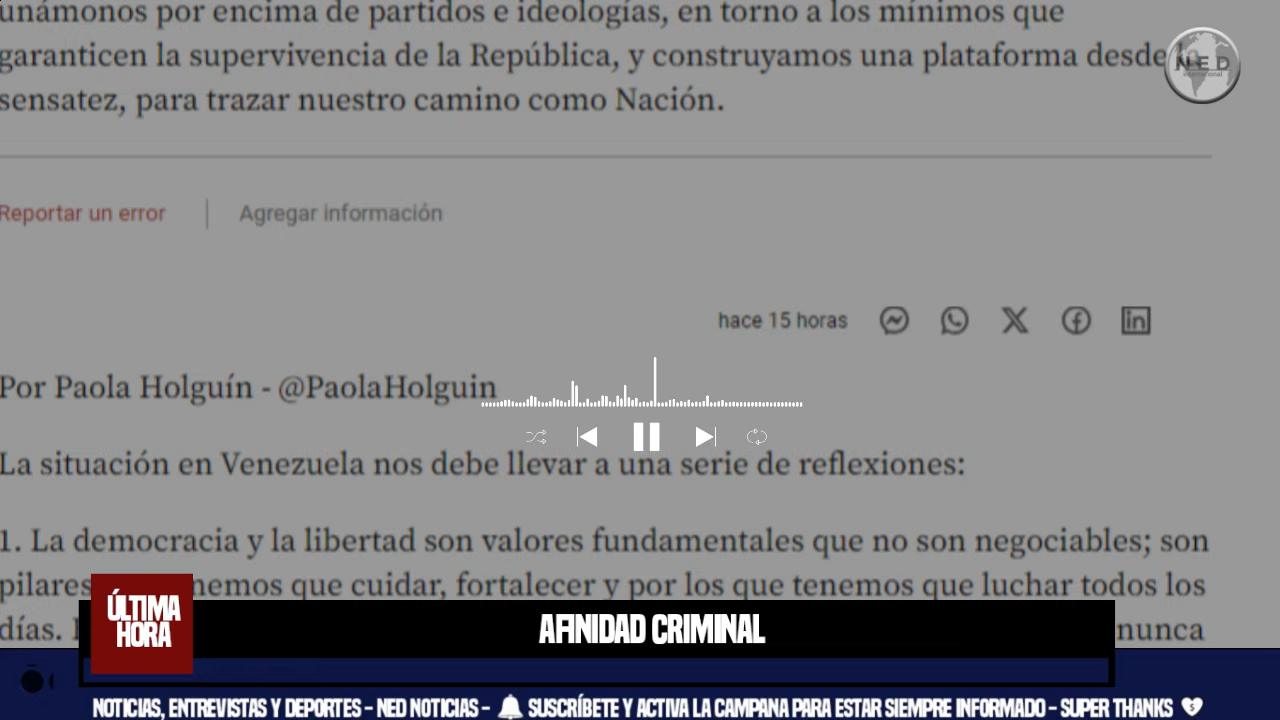 unámonos por encima de partidos e ideologías, en torno a los mínimos que
garanticen la supervivencia de la República, y construyamos una plataforma desde
sensatez, para trazar nuestro camino como Nación.
NED
international
Reportar un error
Agregar información
hace 15 horas
Por Paola Holguín - @PaolaHolguin
La situación en Venezuela nos debe llevar a una serie de reflexiones:
1. La democracia y la libertad son valores fundamentales que no son negociables; son
pilares que cuidar, fortalecer y por los que tenemos que luchar todos los
días. nunca
ÚLTIMA
HORA
AFINIDAD CRIMINAL
NOTICIAS, ENTREVISTAS Y DEPORTES - NED NOTICIAS - 🔔 SUSCRÍBETE Y ACTIVA LA CAMPANA PARA ESTAR SIEMPRE INFORMADO - SUPER THANKS